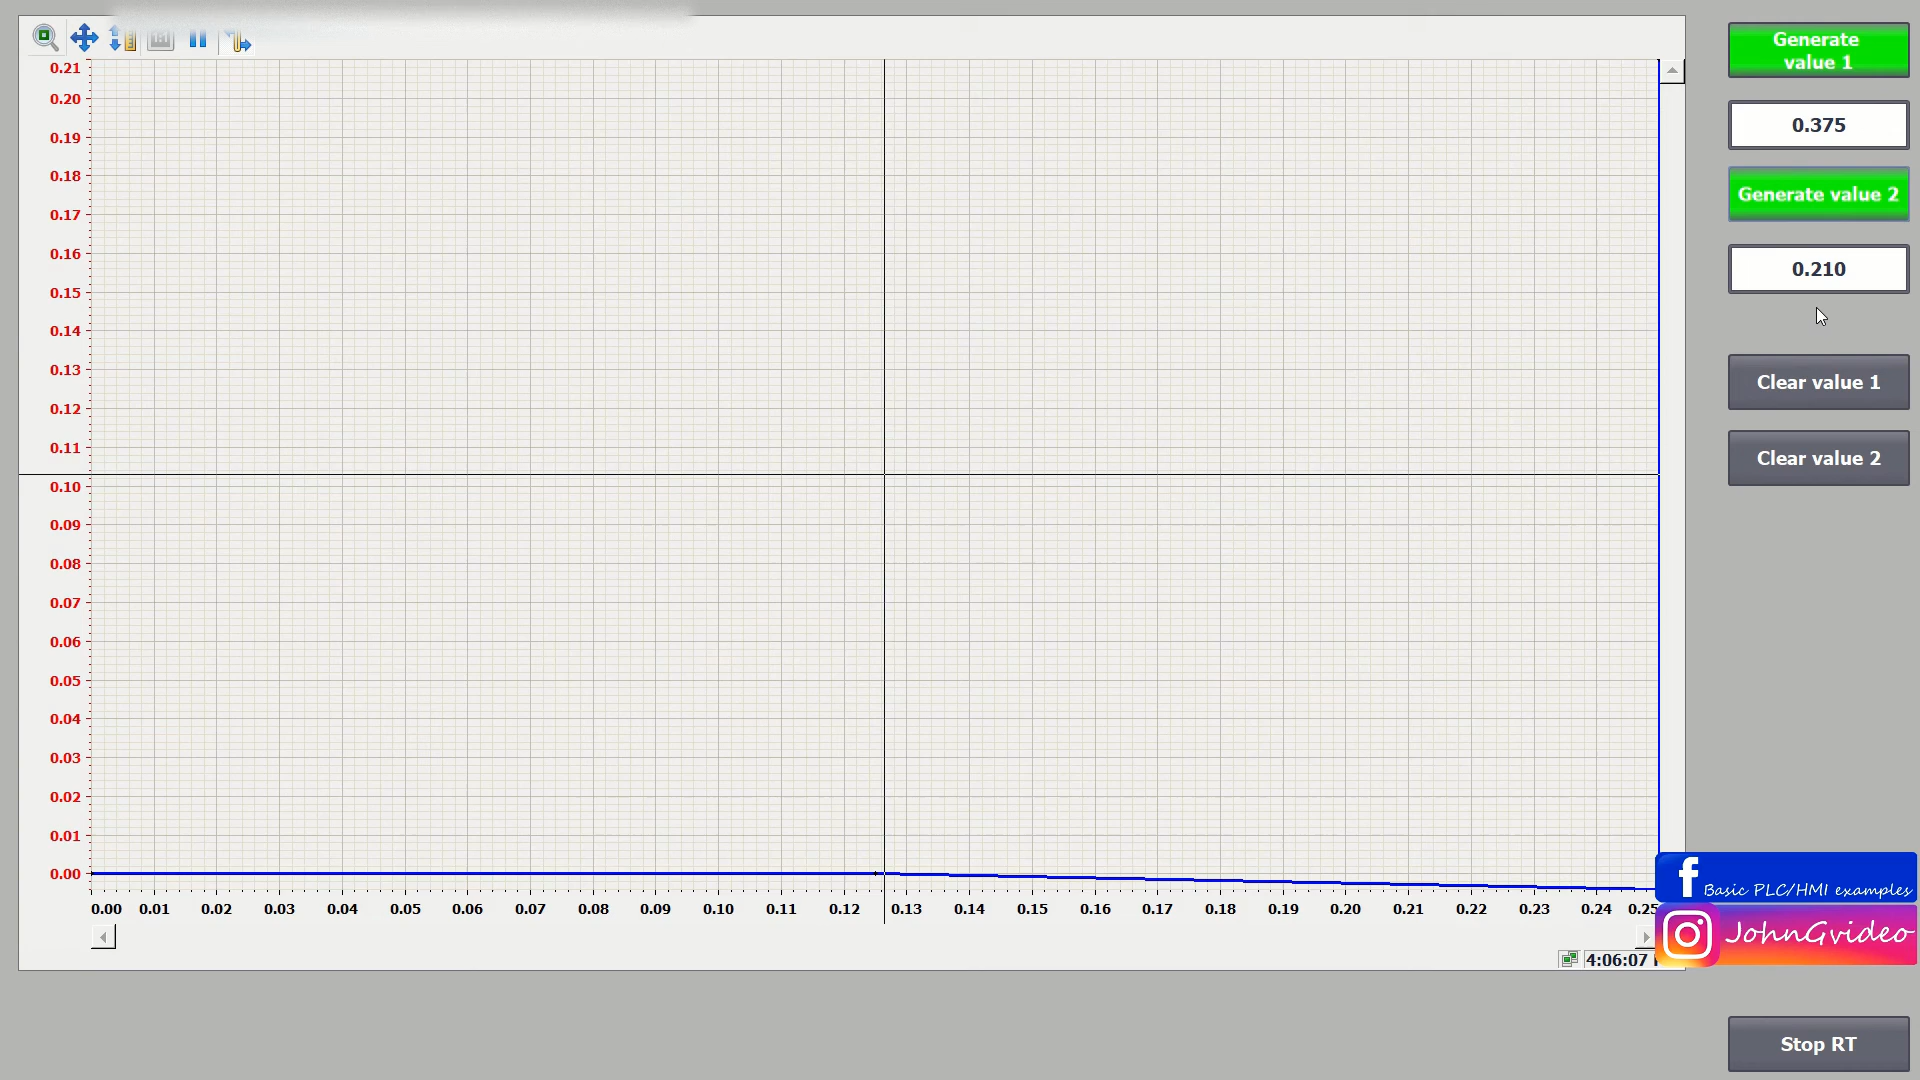 Generate
value 1
0.375
Generate value 2
0.210
Clear value 1
Clear value 2
Stop RT
1:1
0.21
0.20
0.19
0.18
0.17
0.16
0.15
0.14
0.13
0.12
0.11
0.10
0.09
0.08
0.07
0.06
0.05
0.04
0.03
0.02
0.01
0.00
0.00 0.01 0.02 0.03 0.04 0.05 0.06 0.07 0.08 0.09 0.10 0.11 0.12 0.13 0.14 0.15 0.16 0.17 0.18 0.19 0.20 0.21 0.22 0.23 0.24 0.25
4:06:07
Basic PLC/HMI examples
JohnGvideo